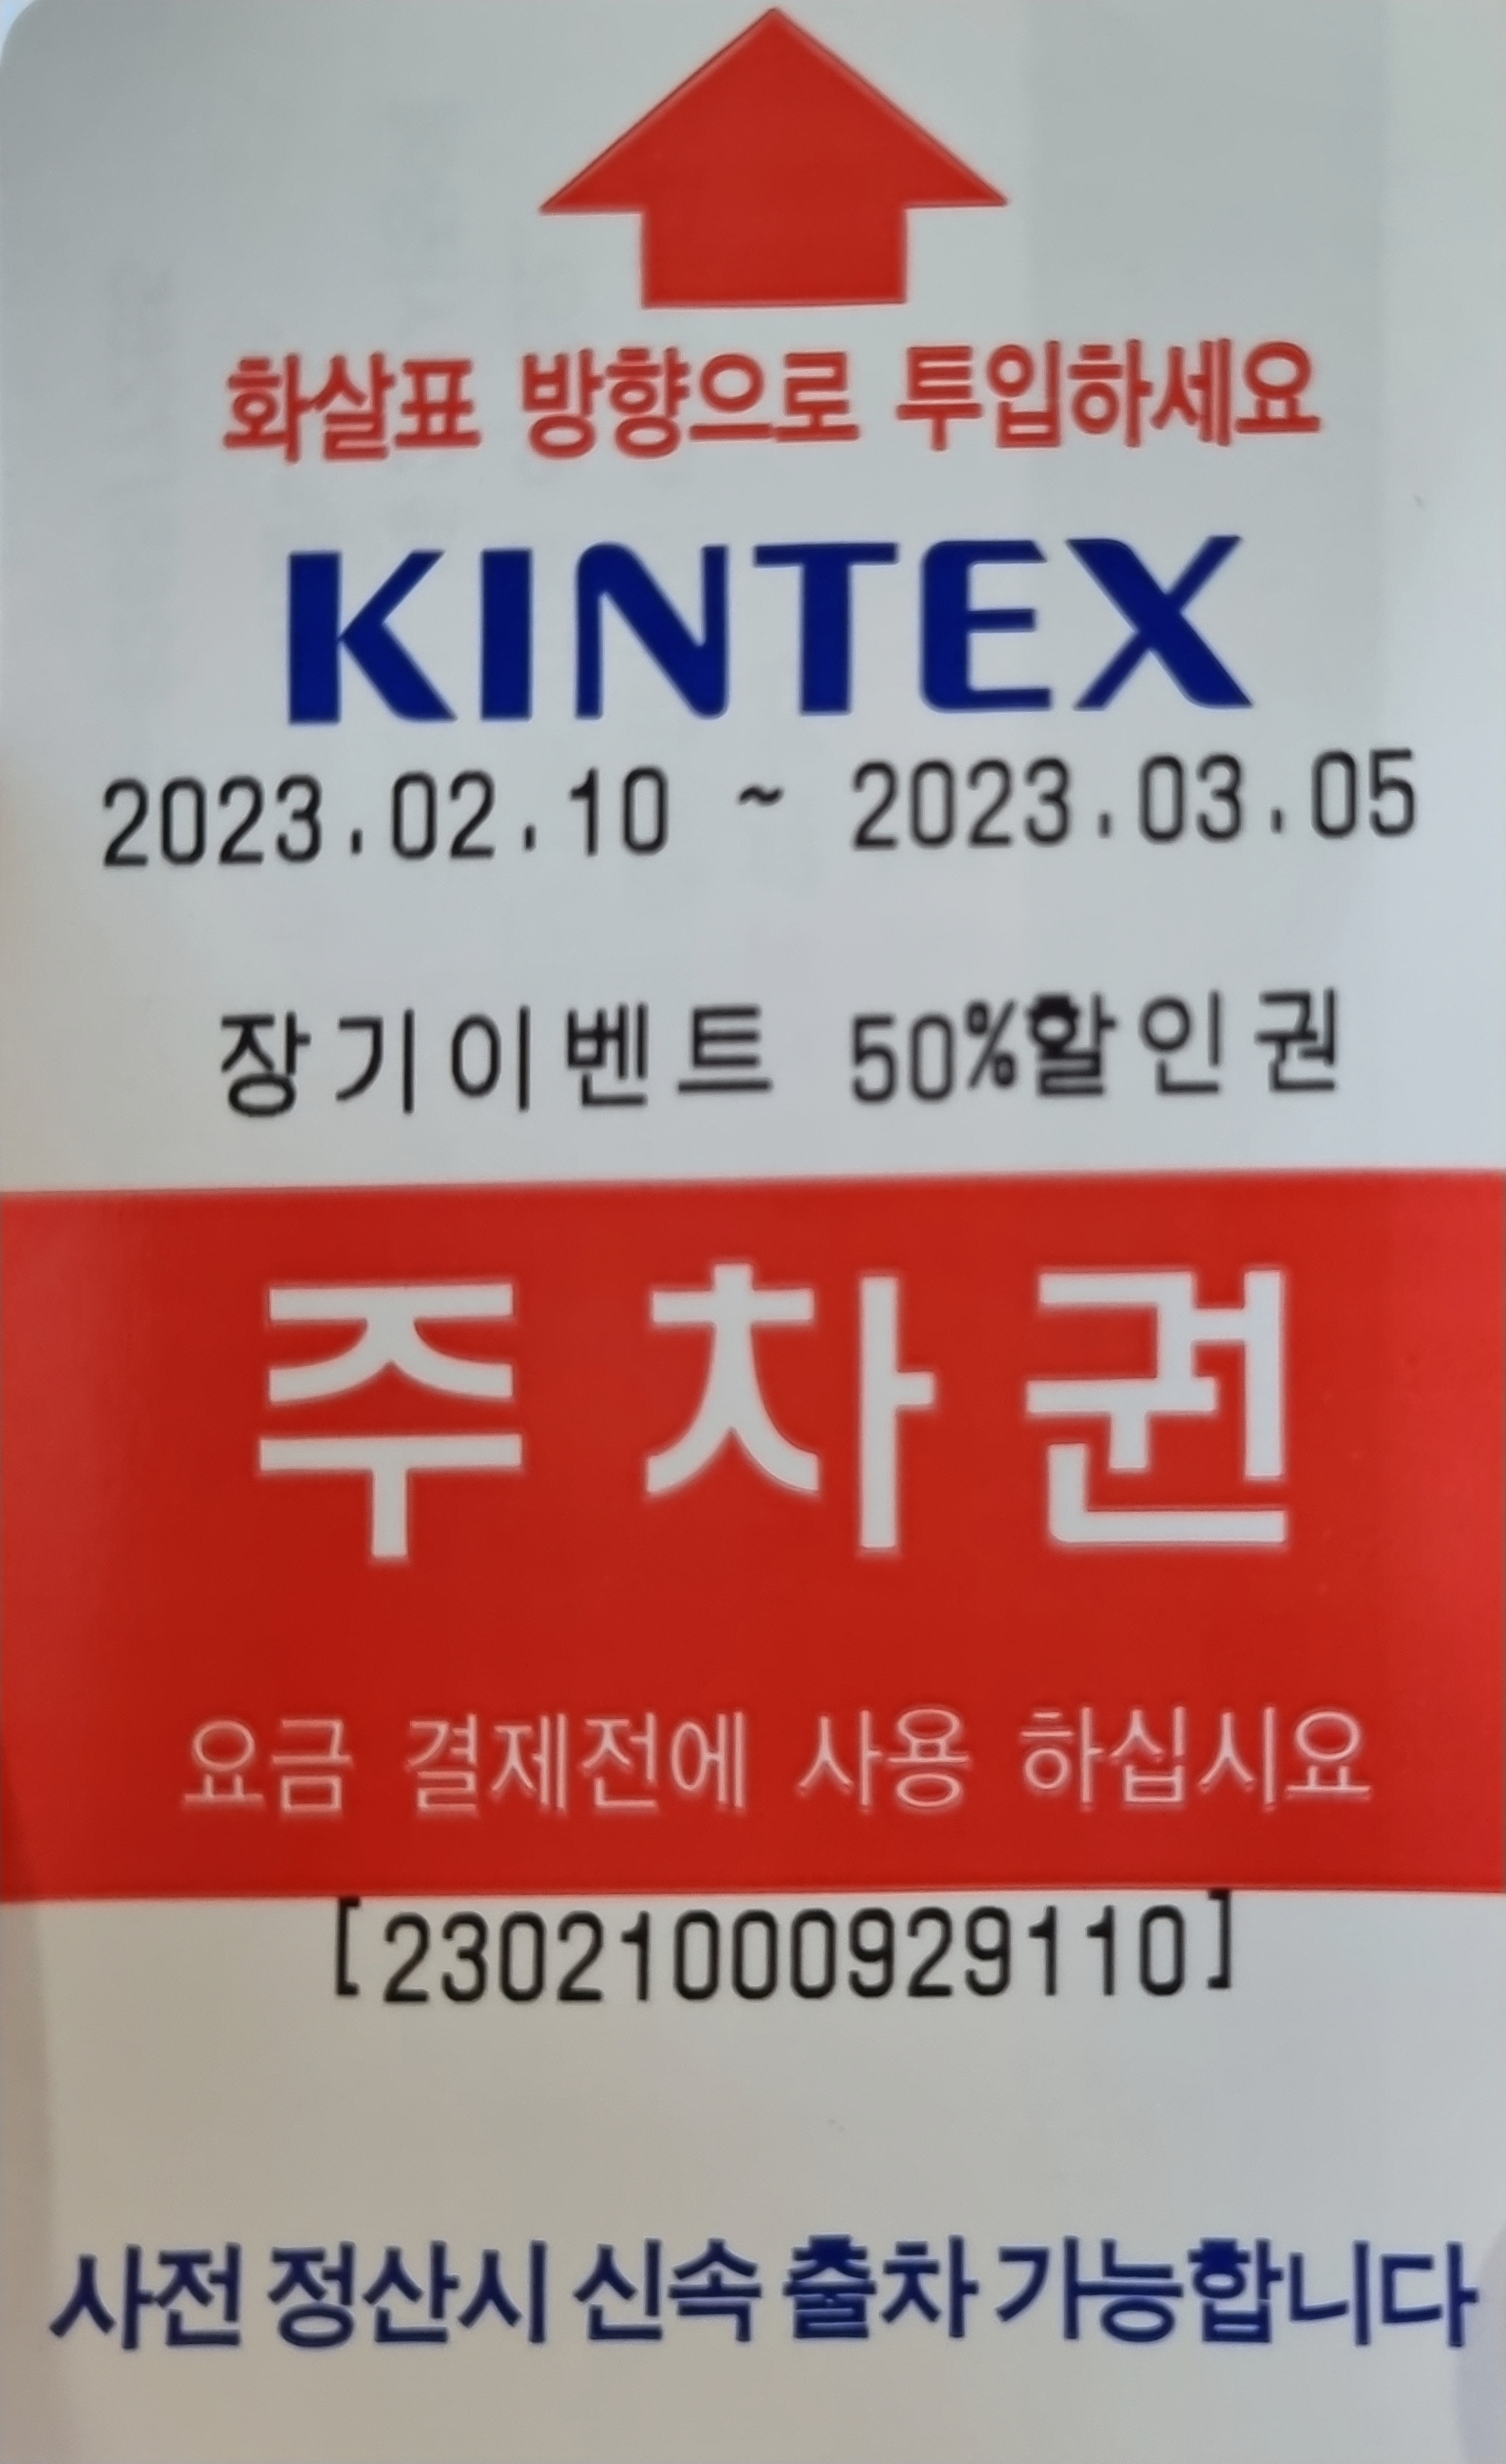 화살표 방향으로 투입하세요
KINTEX
2023.02.10 ~ 2023.03.05
장기이벤트 50%할인권
주차권
요금 결제전에 사용 하십시요
[23021000929110]
사전 정산시 신속 출차 가능합니다